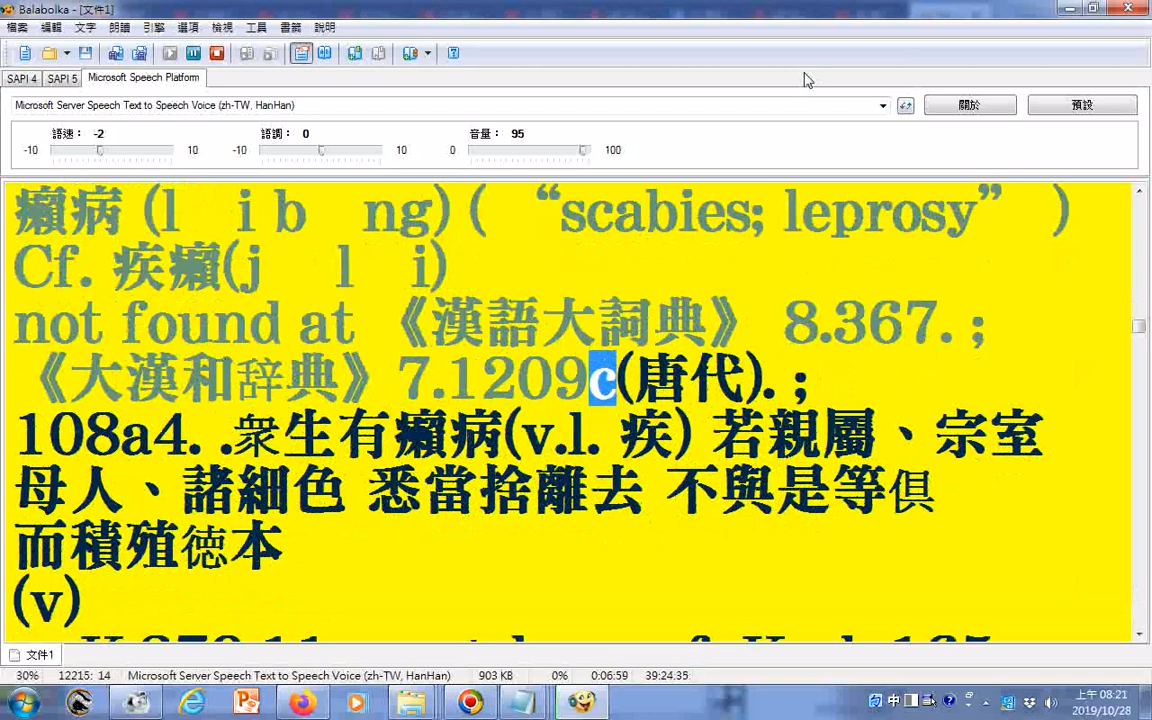 Balabolka - [文件1]
檔案 編輯 文字 朗讀 引擎 選項 檢視 工具 書籤 說明
SAPI 4 SAPI 5 Microsoft Speech Platform
Microsoft Server Speech Text to Speech Voice (zh-TW, HanHan) 關於 預設
語速： -2 語調： 0 音量： 95
-10 10 -10 10 0 100
癩病 (l i b ng) ( “scabies; leprosy” )
Cf. 疾癩(j l i)
not found at 《漢語大詞典》 8.367. ;
《大漢和辞典》 7.1209c(唐代). ;
108a4. .衆生有癩病(v.l. 疾) 若親屬、宗室
母人、諸細色 悉當捨離去 不與是等俱
而積殖徳本
(v)
文件1
30% 12215: 14 Microsoft Server Speech Text to Speech Voice (zh-TW, HanHan) 903 KB 0% 0:06:59 39:24.35
中 上午 08:21
2019/10/28